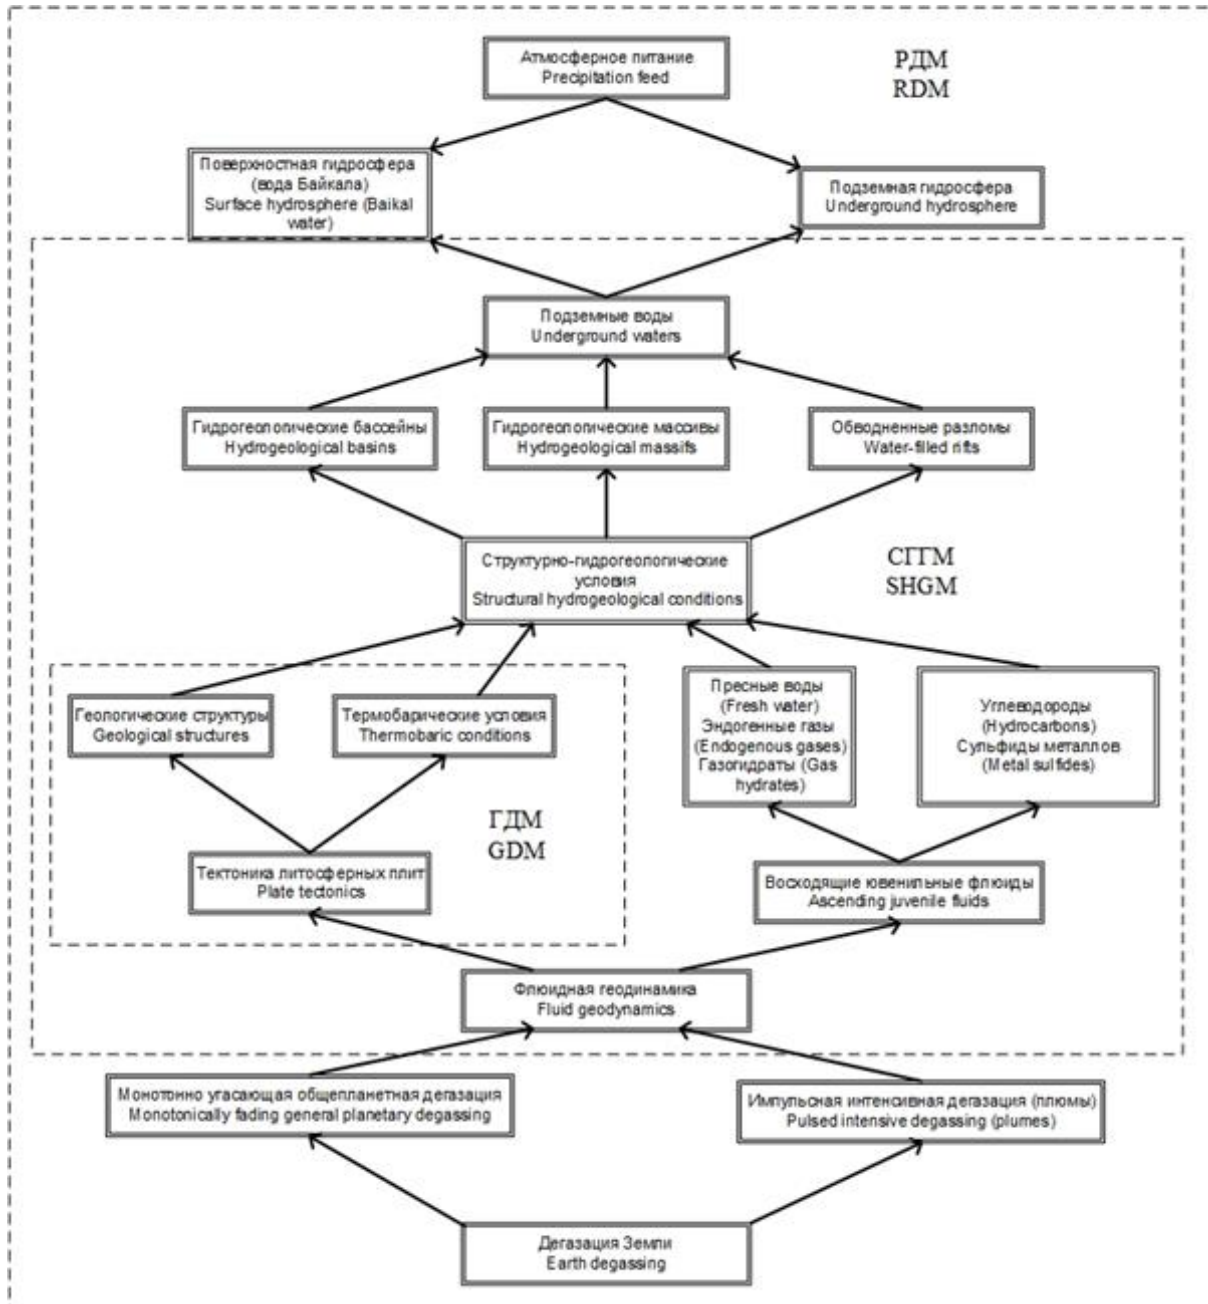 Атмосферное питание
Precipitation feed
РДМ
RDM
Поверхностная гидросфера
(вода Байкала)
Surface hydrosphere (Baikal
water)
Подземная гидросфера
Underground hydrosphere
Подземные воды
Underground waters
Гидрогеологические бассейны
Hydrogeological basins
Гидрогеологические массивы
Hydrogeological massifs
Обводненные разломы
Water-filled rifts
Структурно-гидрогеологические
условия
Structural hydrogeological conditions
СГГМ
SHGM
Геологические структуры
Geological structures
Термобарические условия
Thermobaric conditions
Пресные воды
(Fresh water)
Эндогенные газы
(Endogenous gases)
Газогидраты (Gas
hydrates)
Углеводороды
(Hydrocarbons)
Сульфиды металлов
(Metal sulfides)
ГДМ
GDM
Тектоника литосферных плит
Plate tectonics
Восходящие ювенильные флюиды
Ascending juvenile fluids
Флюидная геодинамика
Fluid geodynamics
Монотонно угасающая общепланетная дегазация
Monotonically fading general planetary degassing
Импульсная интенсивная дегазация (плюмы)
Pulsed intensive degassing (plumes)
Дегазация Земли
Earth degassing